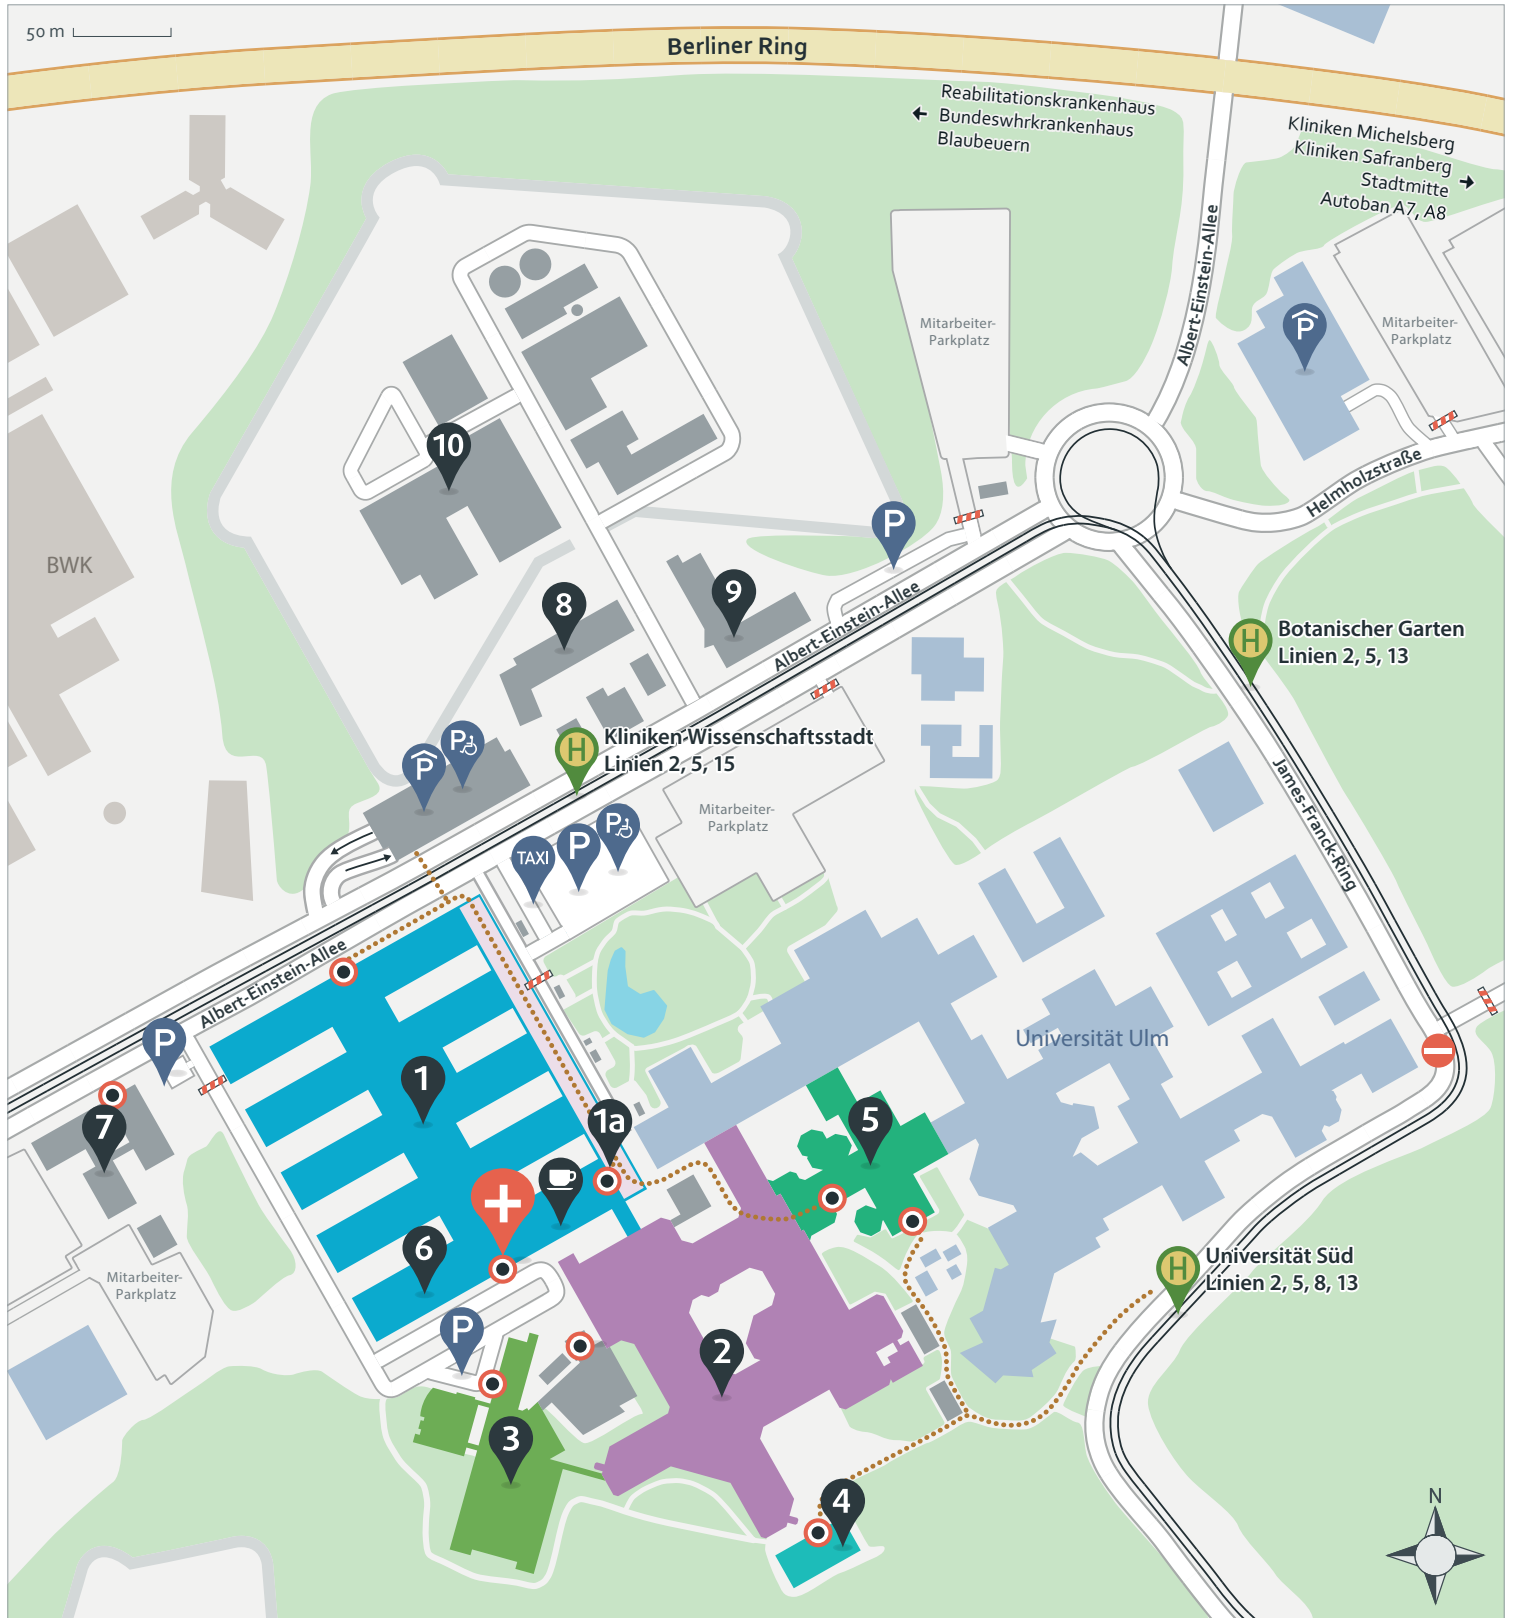 50 m
Berliner Ring
Reabilitationskrankenhaus
Bundeswhrkrankenhaus
Blaubeuern
Kliniken Michelsberg
Kliniken Safranberg
Stadtmitte
Autoban A7, A8
Albert-Einstein-Allee
Mitarbeiter-
Parkplatz
P
Mitarbeiter-
Parkplatz
10
Helmholzstraße
P
BWK
8
9
Albert-Einstein-Allee
H
Botanischer Garten
Linien 2, 5, 13
P
P
H
Kliniken Wissenschaftsstadt
Linien 2, 5, 15
James-Franck-Ring
Mitarbeiter-
Parkplatz
TAXI
P
P
Albert-Einstein-Allee
P
Universität Ulm
1
7
1a
5
6
Mitarbeiter-
Parkplatz
H
Universität Süd
Linien 2, 5, 8, 13
P
2
3
4
N